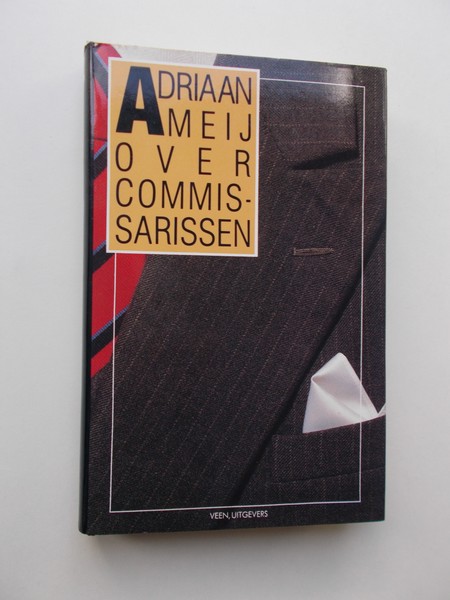 ADRIAAN
MEIJ
OVER
COMMIS-
SARISSEN
VEEN, UITGEVERS